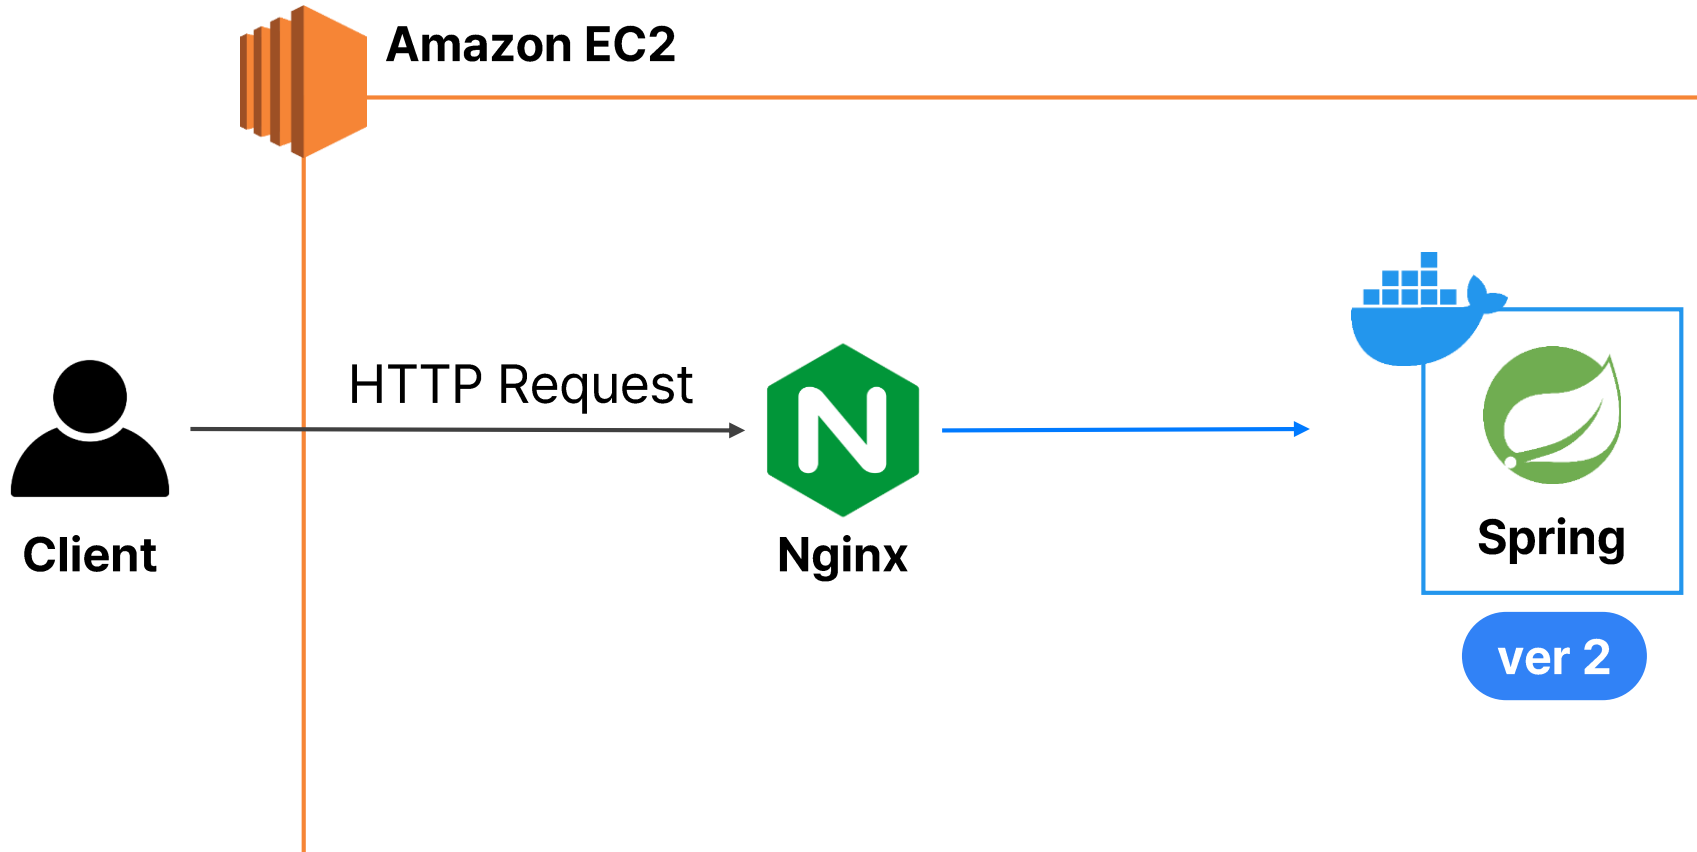 Amazon EC2
HTTP Request
Client
Nginx
Spring
ver 2